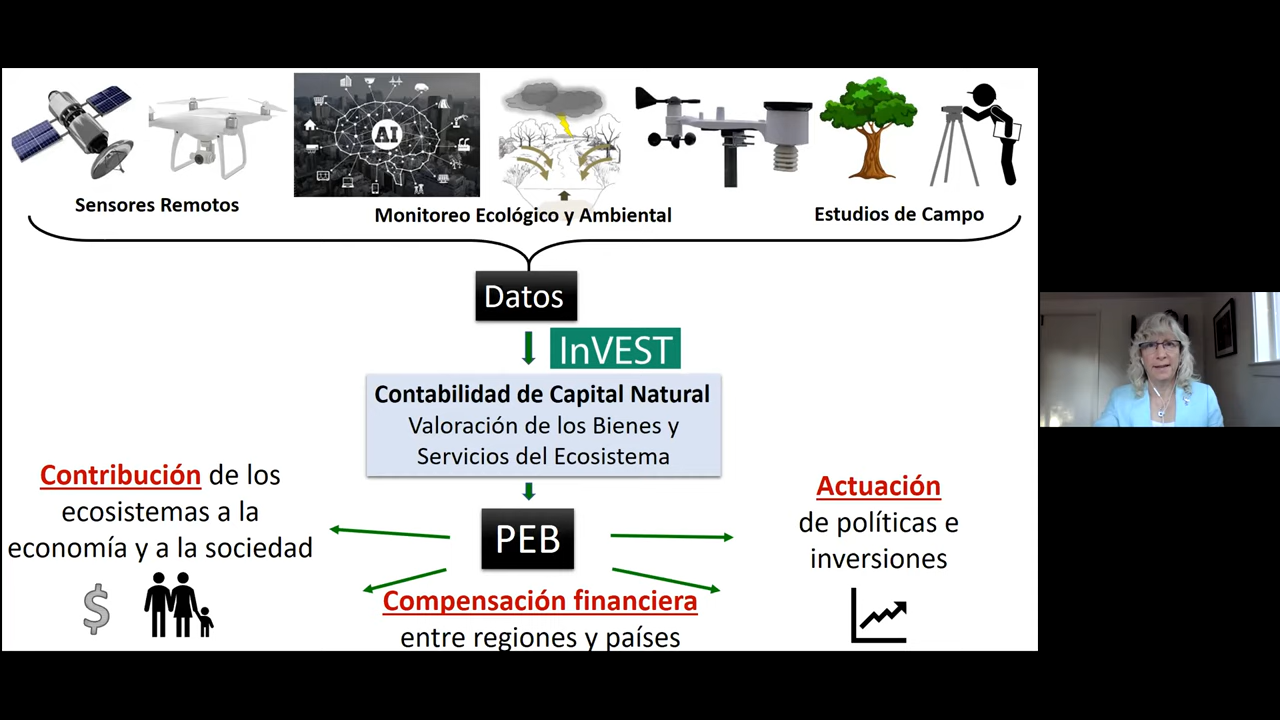 AI
Sensores Remotos
Monitoreo Ecológico y Ambiental
Estudios de Campo
Datos
InVEST
Contabilidad de Capital Natural
Valoración de los Bienes y
Servicios del Ecosistema
Contribución de los
ecosistemas a la
economía y a la sociedad
$
PEB
Actuación
de políticas e
inversiones
Compensación financiera
entre regiones y países